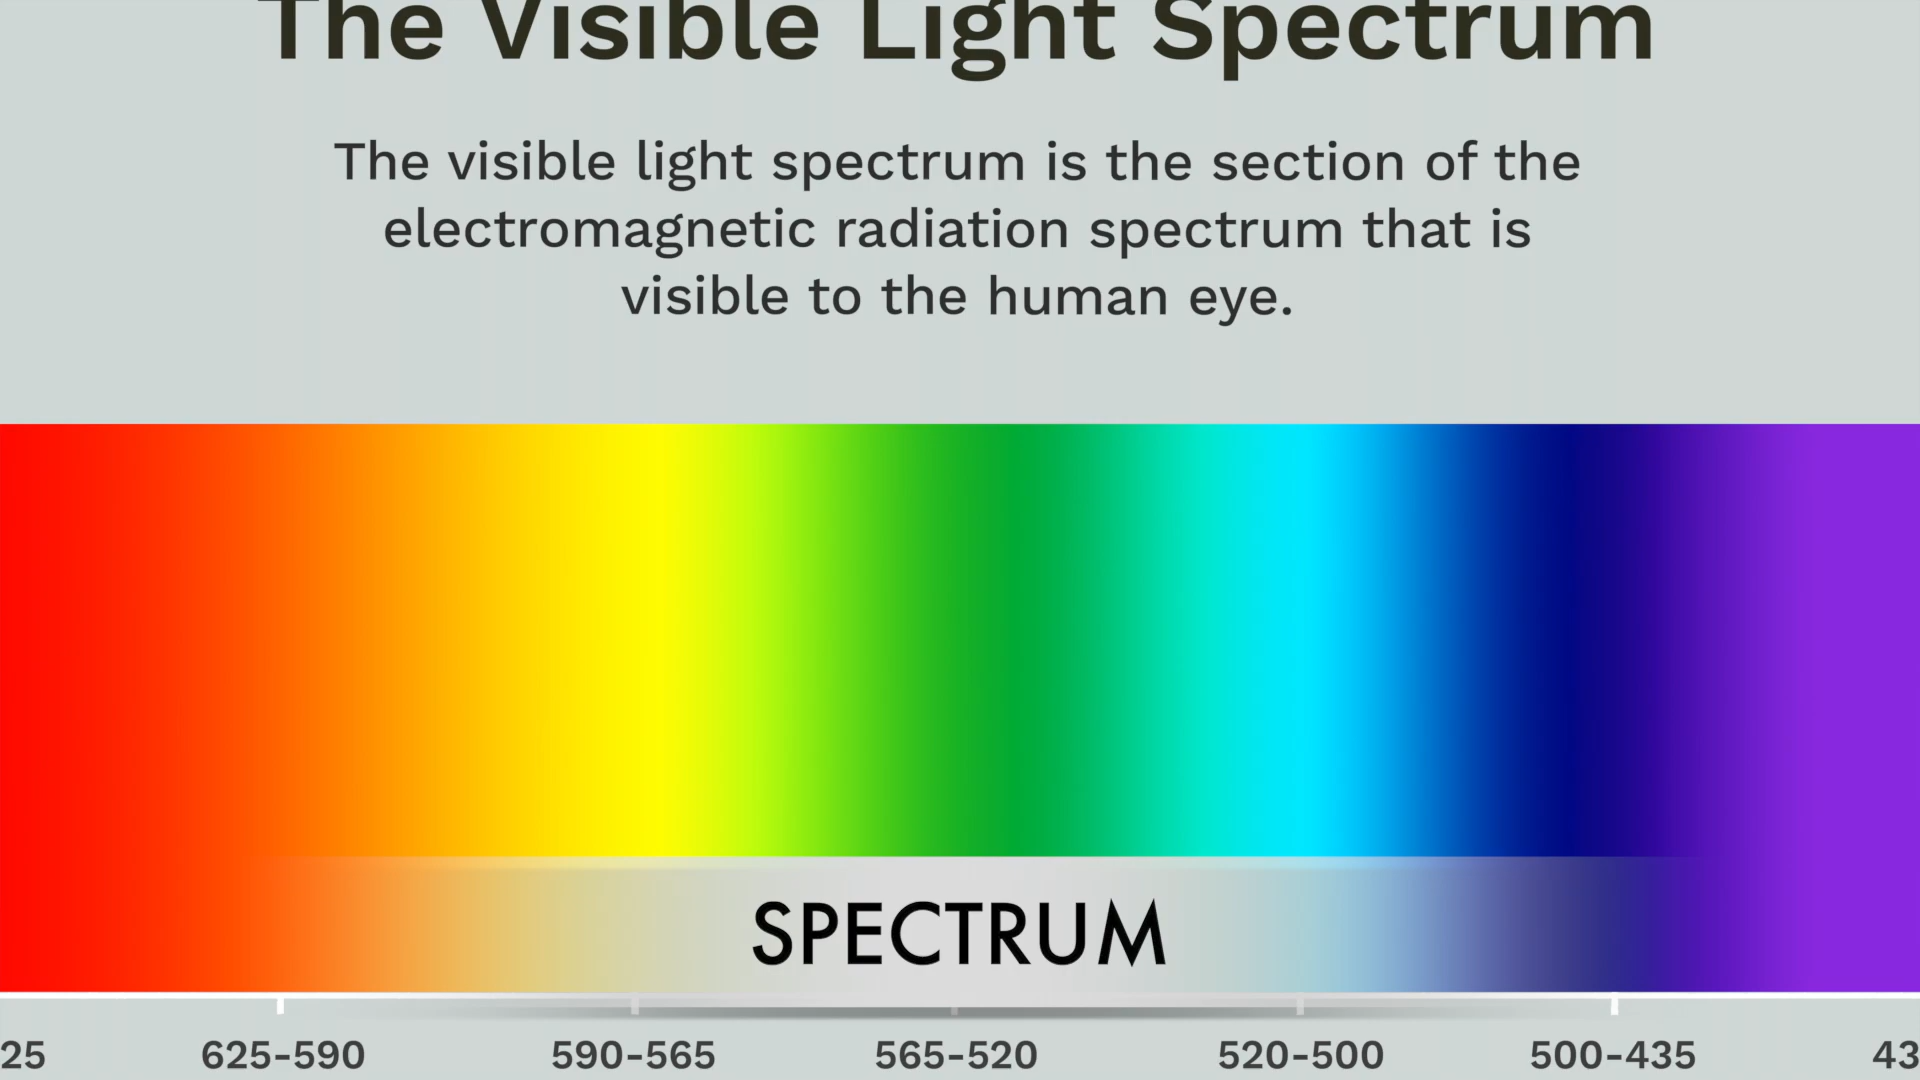 The Visible Light Spectrum
The visible light spectrum is the section of the
electromagnetic radiation spectrum that is
visible to the human eye.
SPECTRUM
25 625-590 590-565 565-520 520-500 500-435 43